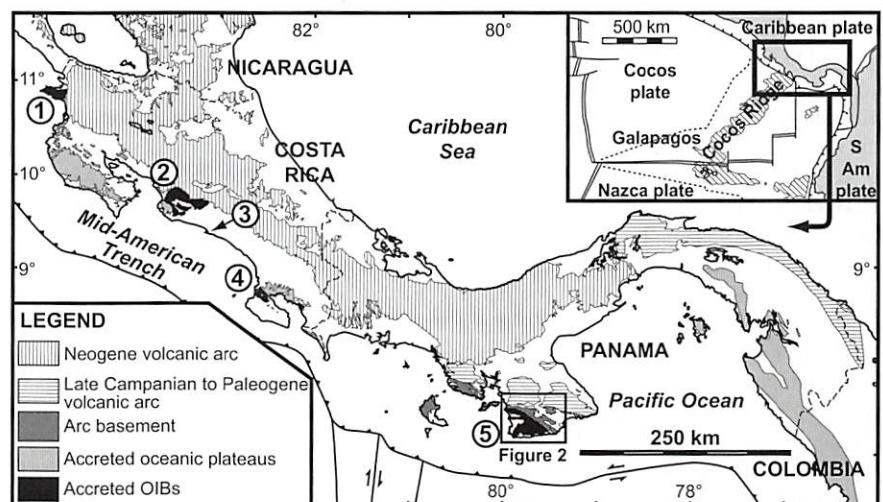 82°
80°
500 km
Caribbean plate
Cocos
plate
Galapagos
Cocos Ridge
Nazca plate
S
Am
plate
11°
NICARAGUA
1
Caribbean
Sea
COSTA
RICA
10°
2
3
Mid-American
Trench
9°
4
9°
LEGEND
Neogene volcanic arc
Late Campanian to Paleogene
volcanic arc
Arc basement
Accreted oceanic plateaus
Accreted OIBs
PANAMA
Pacific Ocean
5
Figure 2
250 km
COLOMBIA
80°
78°